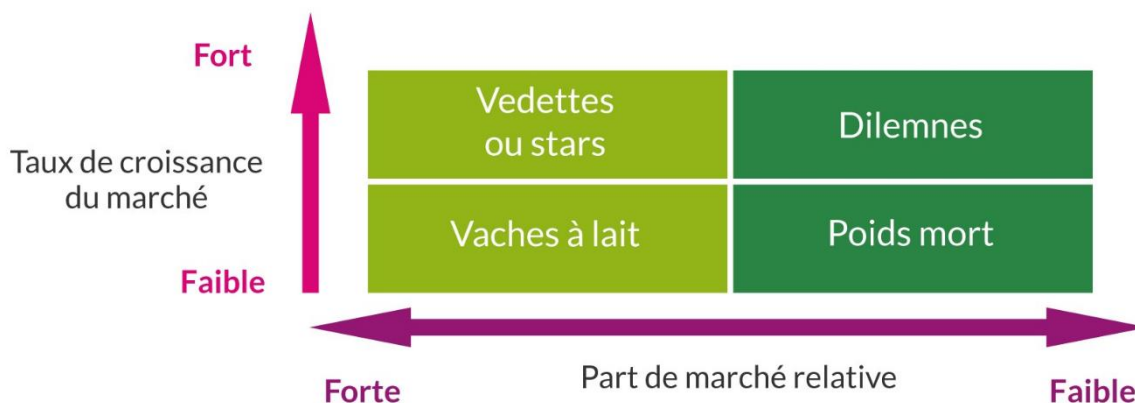 Fort
Taux de croissance
du marché
Faible
Vedettes
ou stars
Dilemnes
Vaches à lait
Poids mort
Forte
Part de marché relative
Faible